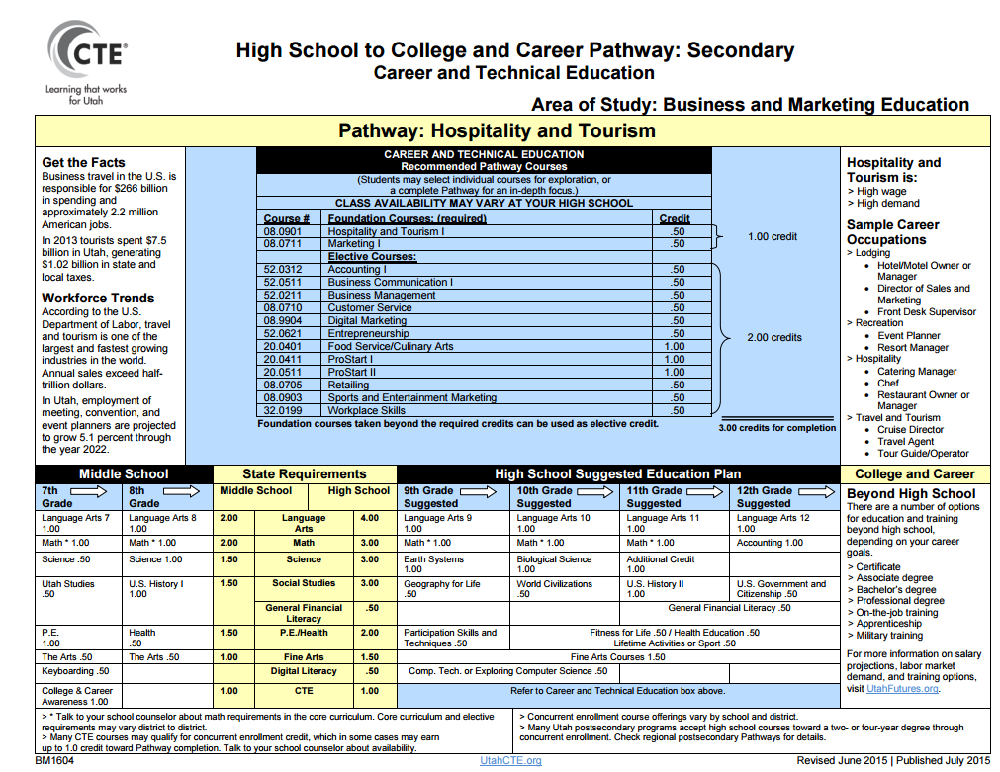 CTE®
Learning that works
for Utah
High School to College and Career Pathway: Secondary
Career and Technical Education
Area of Study: Business and Marketing Education
Pathway: Hospitality and Tourism
Get the Facts
Business travel in the U.S. is
responsible for $266 billion
in spending and
approximately 2.2 million
American jobs.
In 2013 tourists spent $7.5
billion in Utah, generating
$1.02 billion in state and
local taxes.
Workforce Trends
According to the U.S.
Department of Labor, travel
and tourism is one of the
largest and fastest growing
industries in the world.
Annual sales exceed half-
trillion dollars.
In Utah, employment of
meeting, convention, and
event planners are projected
to grow 5.1 percent through
the year 2022.
CAREER AND TECHNICAL EDUCATION
Recommended Pathway Courses
(Students may select individual courses for exploration, or
a complete Pathway for an in-depth focus.)
CLASS AVAILABILITY MAY VARY AT YOUR HIGH SCHOOL
Course # Foundation Courses: (required) Credit
08.0901 Hospitality and Tourism I .50
08.0711 Marketing I .50
1.00 credit
Elective Courses:
52.0312 Accounting I .50
52.0511 Business Communication I .50
52.0211 Business Management .50
08.0710 Customer Service .50
08.9904 Digital Marketing .50
52.0621 Entrepreneurship .50
20.0401 Food Service/Culinary Arts 1.00
20.0411 ProStart I 1.00
20.0511 ProStart II 1.00
08.0705 Retailing .50
08.0903 Sports and Entertainment Marketing .50
32.0199 Workplace Skills .50
2.00 credits
Foundation courses taken beyond the required credits can be used as elective credit.
3.00 credits for completion
Hospitality and
Tourism is:
> High wage
> High demand
Sample Career
Occupations
> Lodging
• Hotel/Motel Owner or
Manager
• Director of Sales and
Marketing
• Front Desk Supervisor
> Recreation
• Event Planner
• Resort Manager
> Hospitality
• Catering Manager
• Chef
• Restaurant Owner or
Manager
> Travel and Tourism
• Cruise Director
• Travel Agent
• Tour Guide/Operator
Middle School State Requirements High School Suggested Education Plan College and Career
7th
Grade
8th
Grade
Middle School High School
9th Grade
Suggested
10th Grade
Suggested
11th Grade
Suggested
12th Grade
Suggested
Language Arts 7
1.00
Language Arts 8
1.00
2.00
Language
Arts
4.00
Language Arts 9
1.00
Language Arts 10
1.00
Language Arts 11
1.00
Language Arts 12
1.00
Math * 1.00 Math * 1.00 2.00 Math 3.00 Math * 1.00 Math * 1.00 Math * 1.00 Accounting 1.00
Science .50 Science 1.00 1.50 Science 3.00
Earth Systems
1.00
Biological Science
1.00
Additional Credit
1.00
Utah Studies
.50
U.S. History I
1.00
1.50 Social Studies 3.00
Geography for Life
.50
World Civilizations
.50
U.S. History II
1.00
U.S. Government and
Citizenship .50
General Financial
Literacy
.50
General Financial Literacy .50
P.E.
1.00
Health
.50
1.50 P.E./Health 2.00
Participation Skills and
Techniques .50
Fitness for Life .50 / Health Education .50
Lifetime Activities or Sport .50
The Arts .50 The Arts .50 1.00 Fine Arts 1.50 Fine Arts Courses 1.50
Keyboarding .50 Digital Literacy .50 Comp. Tech. or Exploring Computer Science .50
College & Career
Awareness 1.00
1.00 CTE 1.00 Refer to Career and Technical Education box above.
Beyond High School
There are a number of options
for education and training
beyond high school,
depending on your career
goals.
> Certificate
> Associate degree
> Bachelor's degree
> Professional degree
> On-the-job training
> Apprenticeship
> Military training
For more information on salary
projections, labor market
demand, and training options,
visit UtahFutures.org.
> * Talk to your school counselor about math requirements in the core curriculum. Core curriculum and elective
requirements may vary district to district.
> Many CTE courses may qualify for concurrent enrollment credit, which in some cases may earn
up to 1.0 credit toward Pathway completion. Talk to your school counselor about availability.
> Concurrent enrollment course offerings vary by school and district.
> Many Utah postsecondary programs accept high school courses toward a two- or four-year degree through
concurrent enrollment. Check regional postsecondary Pathways for details.
BM1604 UtahCTE.org Revised June 2015 | Published July 2015